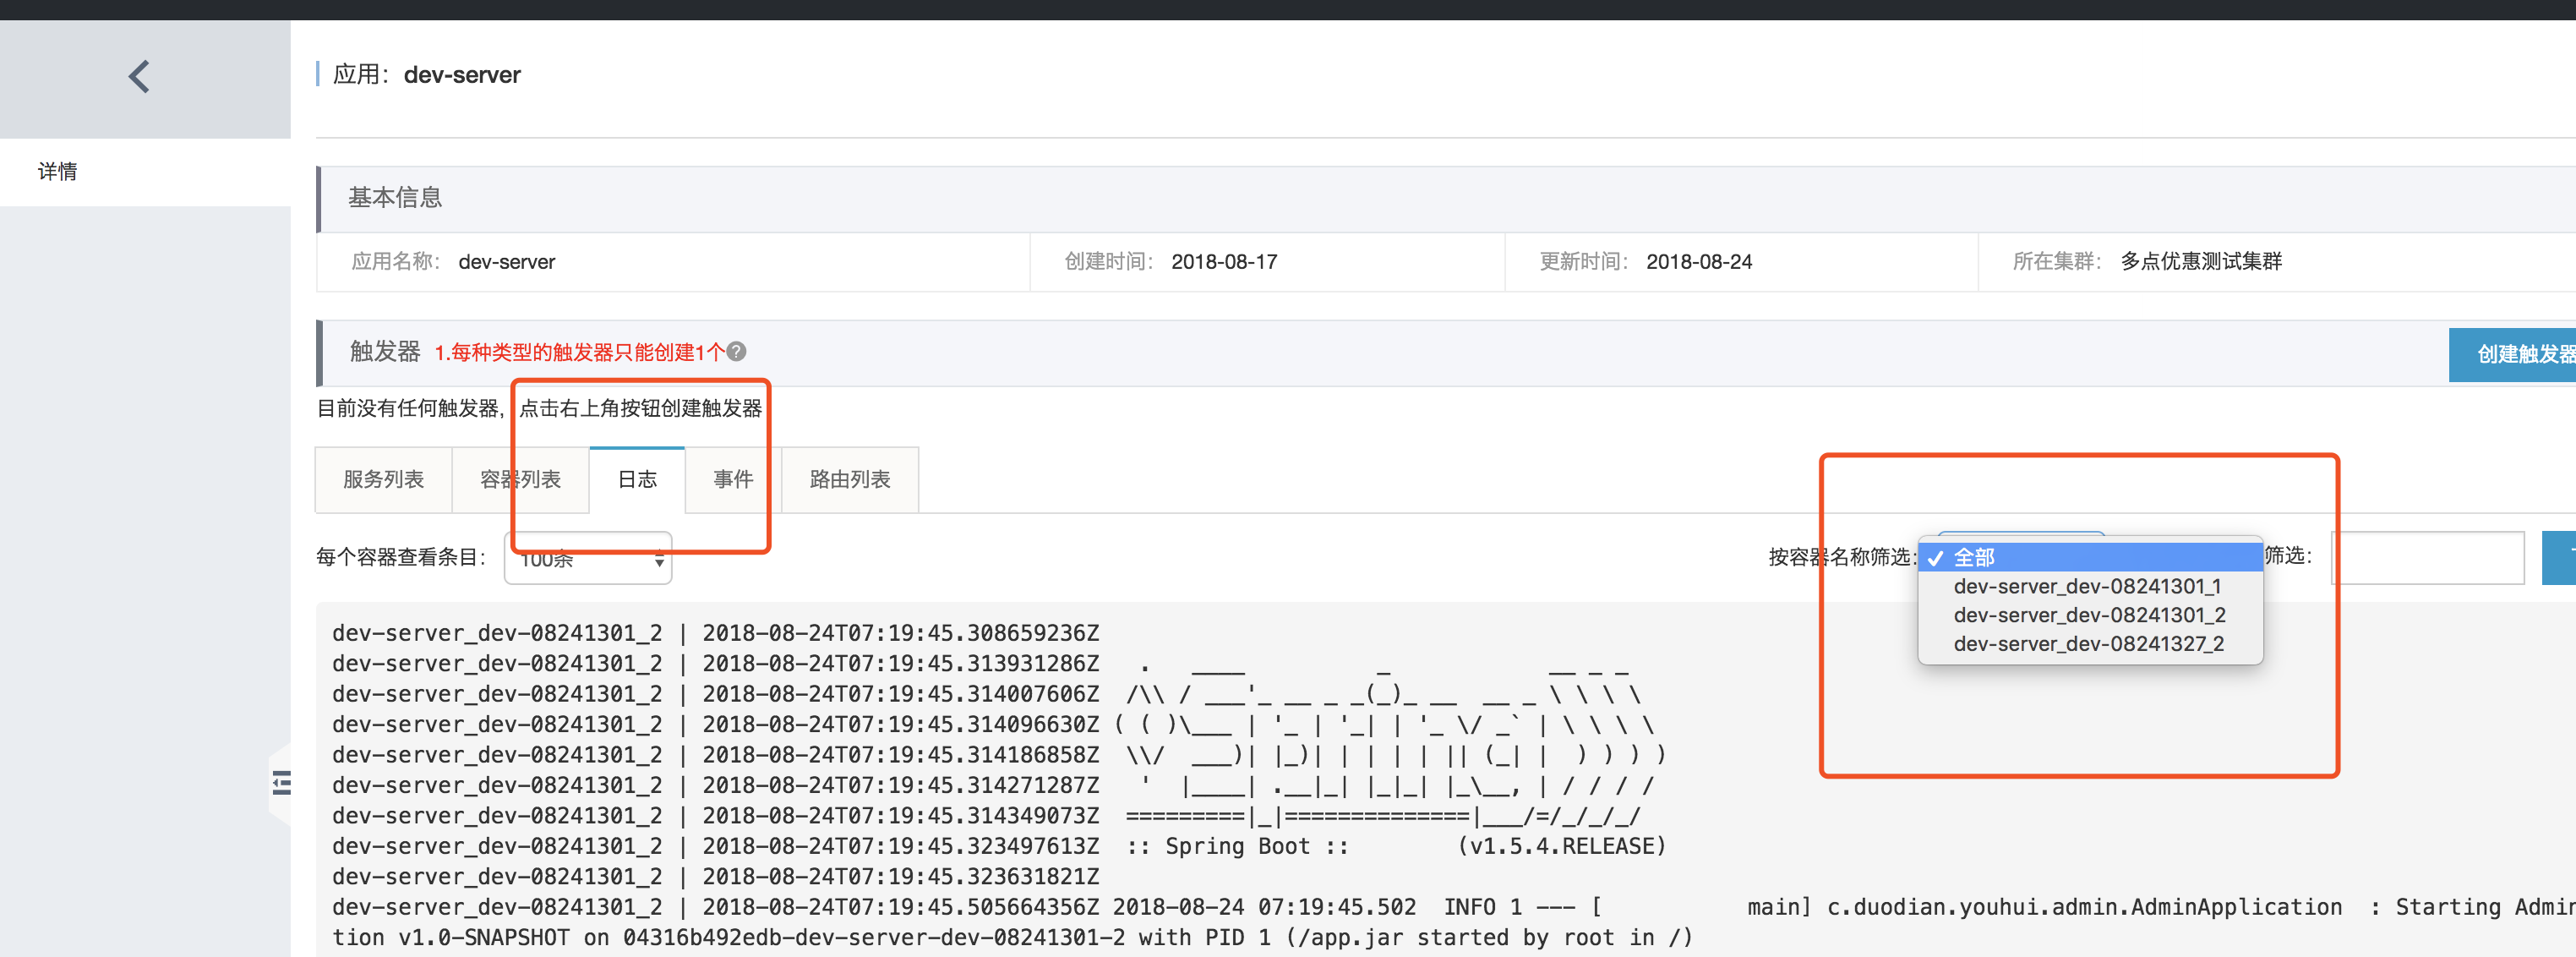 应用：dev-server
详情
基本信息
应用名称： dev-server 创建时间： 2018-08-17 更新时间： 2018-08-24 所在集群： 多点优惠测试集群
触发器 1.每种类型的触发器只能创建1个 ? 创建触发器
目前没有任何触发器，点击右上角按钮创建触发器
服务列表 容器列表 日志 事件 路由列表
每个容器查看条目： 100条 按容器名称筛选: 全部 筛选：
dev-server_dev-08241301_1
dev-server_dev-08241301_2
dev-server_dev-08241327_2
dev-server_dev-08241301_2 | 2018-08-24T07:19:45.308659236Z
dev-server_dev-08241301_2 | 2018-08-24T07:19:45.313931286Z   .   ____          _            __ _ _
dev-server_dev-08241301_2 | 2018-08-24T07:19:45.314007606Z  /\\ / ___'_ __ _ _(_)_ __  __ _ \ \ \ \
dev-server_dev-08241301_2 | 2018-08-24T07:19:45.314096630Z ( ( )\___ | '_ | '_| | '_ \/ _` | \ \ \ \
dev-server_dev-08241301_2 | 2018-08-24T07:19:45.314186858Z  \\/  ___)| |_)| | | | | || (_| |  ) ) ) )
dev-server_dev-08241301_2 | 2018-08-24T07:19:45.314271287Z   '  |____| .__|_| |_|_| |_\__, | / / / /
dev-server_dev-08241301_2 | 2018-08-24T07:19:45.314349073Z  =========|_|==============|___/=/_/_/_/
dev-server_dev-08241301_2 | 2018-08-24T07:19:45.323497613Z  :: Spring Boot ::        (v1.5.4.RELEASE)
dev-server_dev-08241301_2 | 2018-08-24T07:19:45.323631821Z
dev-server_dev-08241301_2 | 2018-08-24T07:19:45.505664356Z 2018-08-24 07:19:45.502  INFO 1 --- [           main] c.duodian.youhui.admin.AdminApplication  : Starting Admin
tion v1.0-SNAPSHOT on 04316b492edb-dev-server-dev-08241301-2 with PID 1 (/app.jar started by root in /)